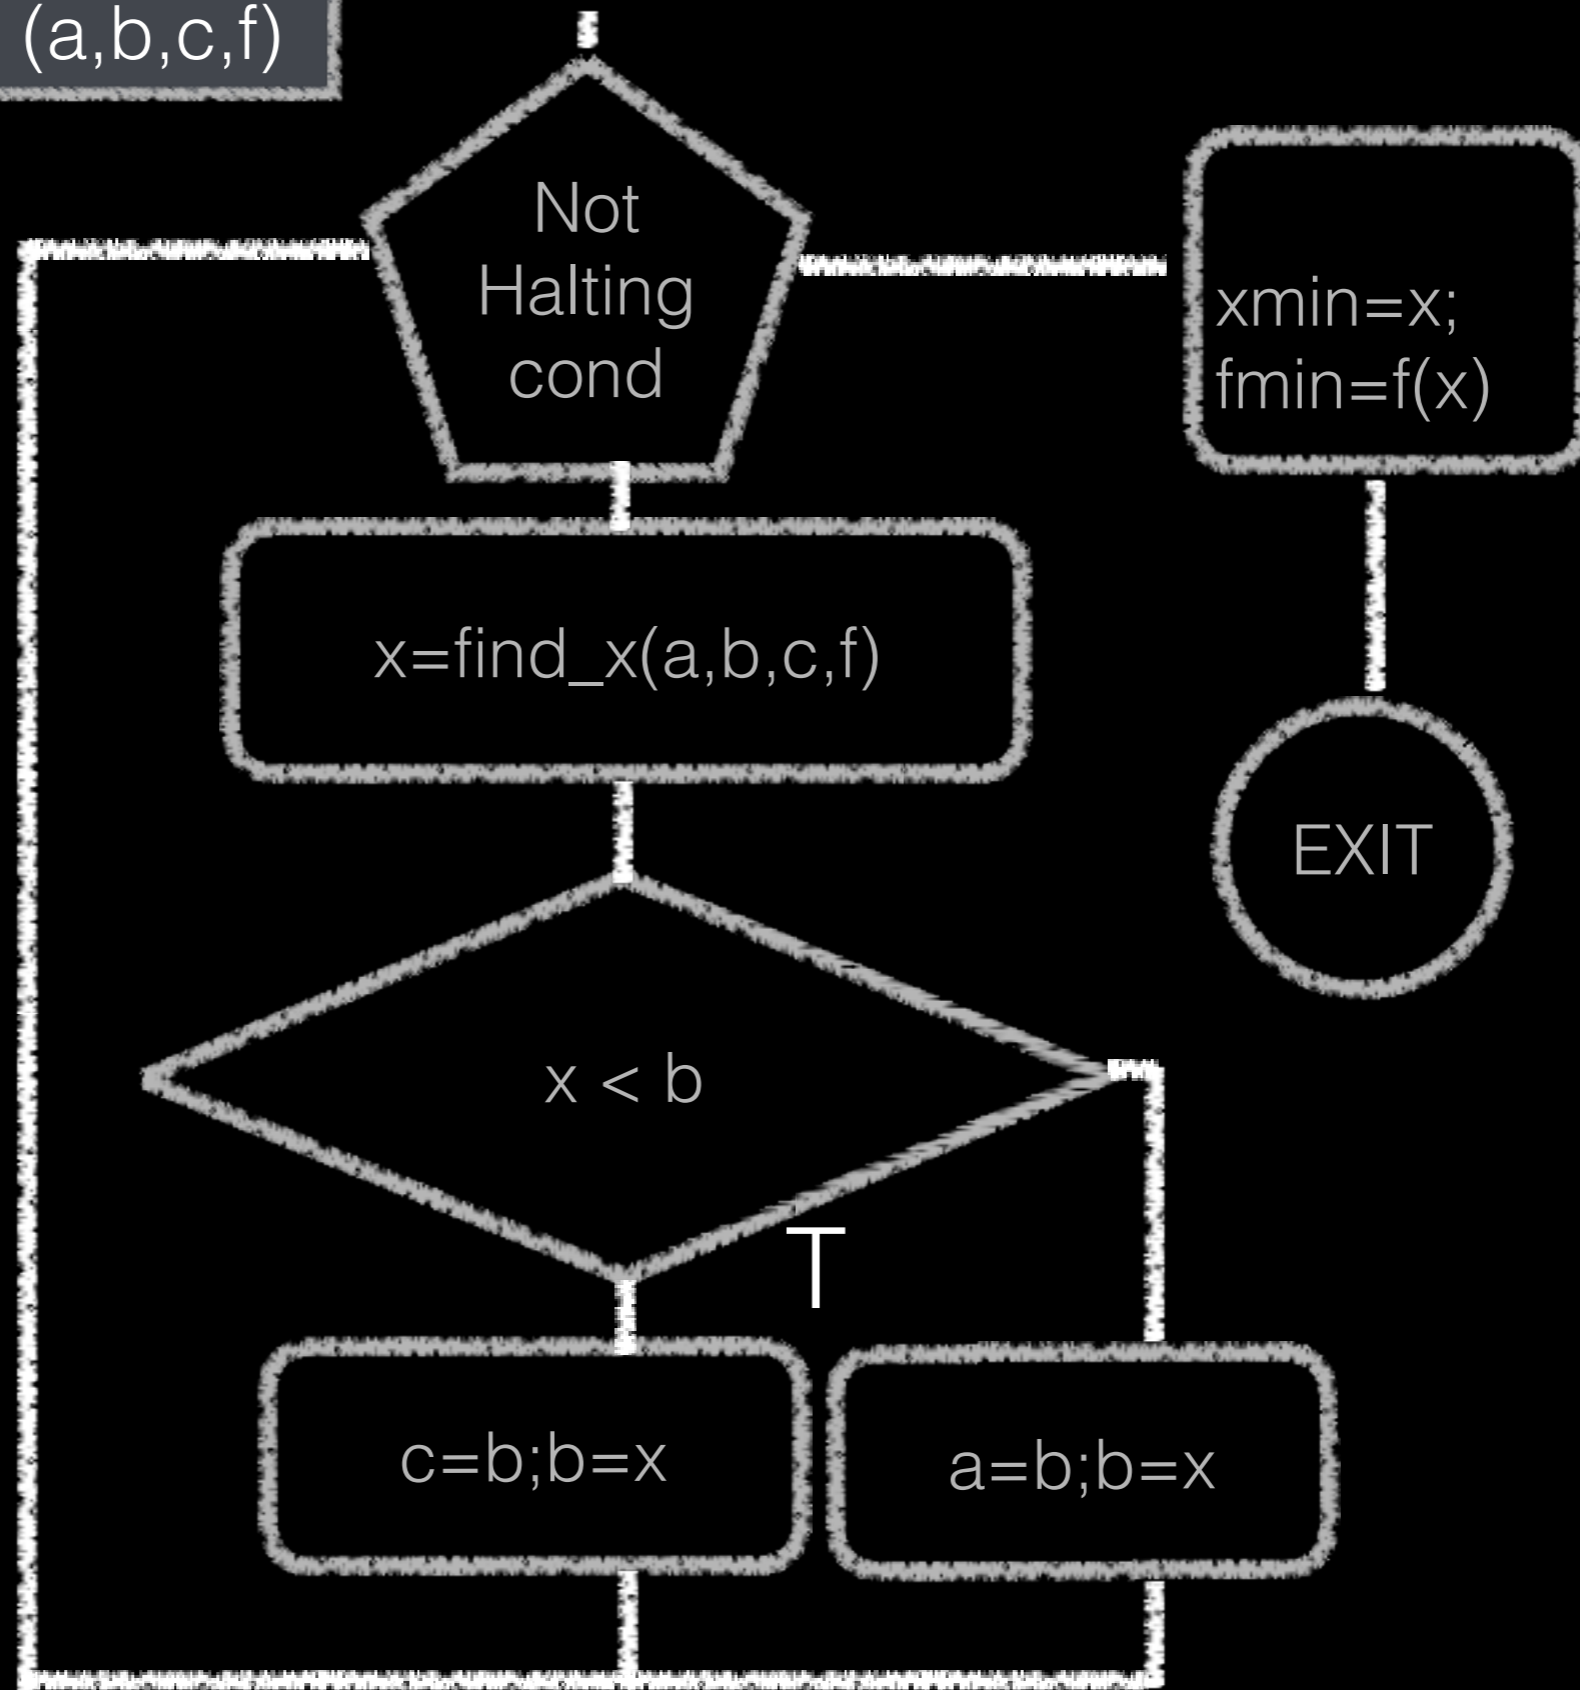 (a,b,c,f)
Not
Halting
cond
xmin=x;
fmin=f(x)
x=find_x(a,b,c,f)
EXIT
x < b
T
c=b;b=x
a=b;b=x